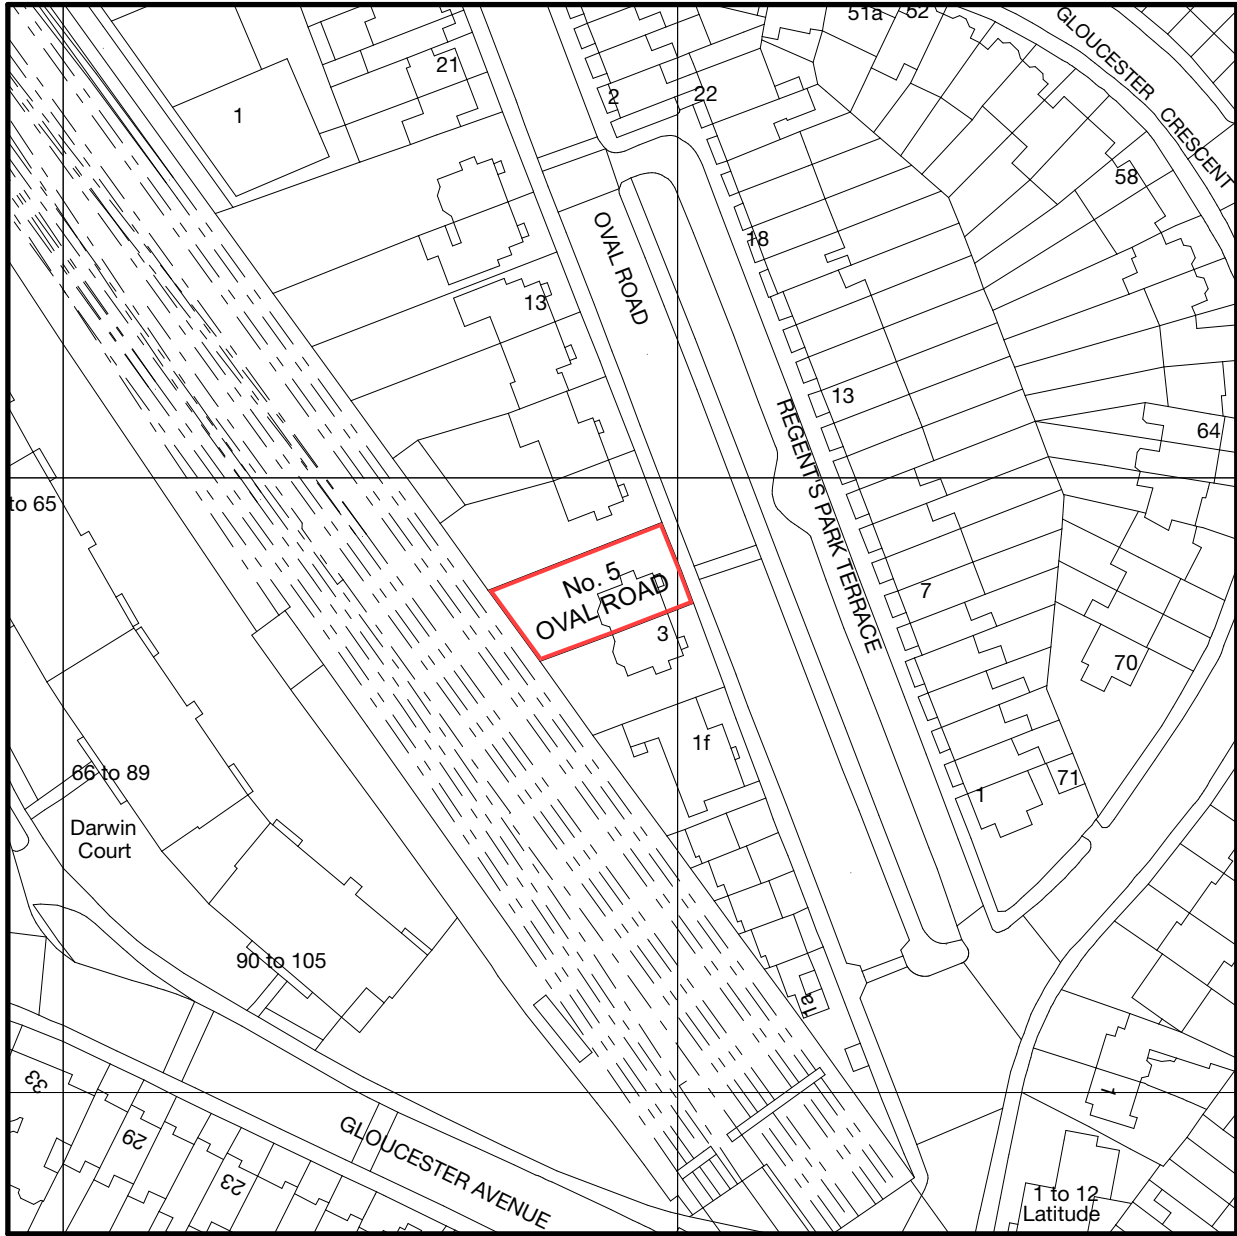 51a
52
GLOUCESTER CRESCENT
21
2
22
1
58
18
OVAL ROAD
13
13
REGENT'S PARK TERRACE
64
to 65
No. 5
OVAL ROAD
7
3
70
1f
66 to 89
71
1
Darwin
Court
90 to 105
1a
33
29
23
GLOUCESTER AVENUE
1
1 to 12
Latitude